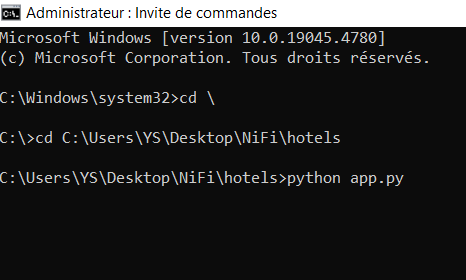 Administrateur : Invite de commandes
Microsoft Windows [version 10.0.19045.4780]
(c) Microsoft Corporation. Tous droits réservés.
C:\Windows\system32>cd \
C:\>cd C:\Users\YS\Desktop\NiFi\hotels
C:\Users\YS\Desktop\NiFi\hotels>python app.py